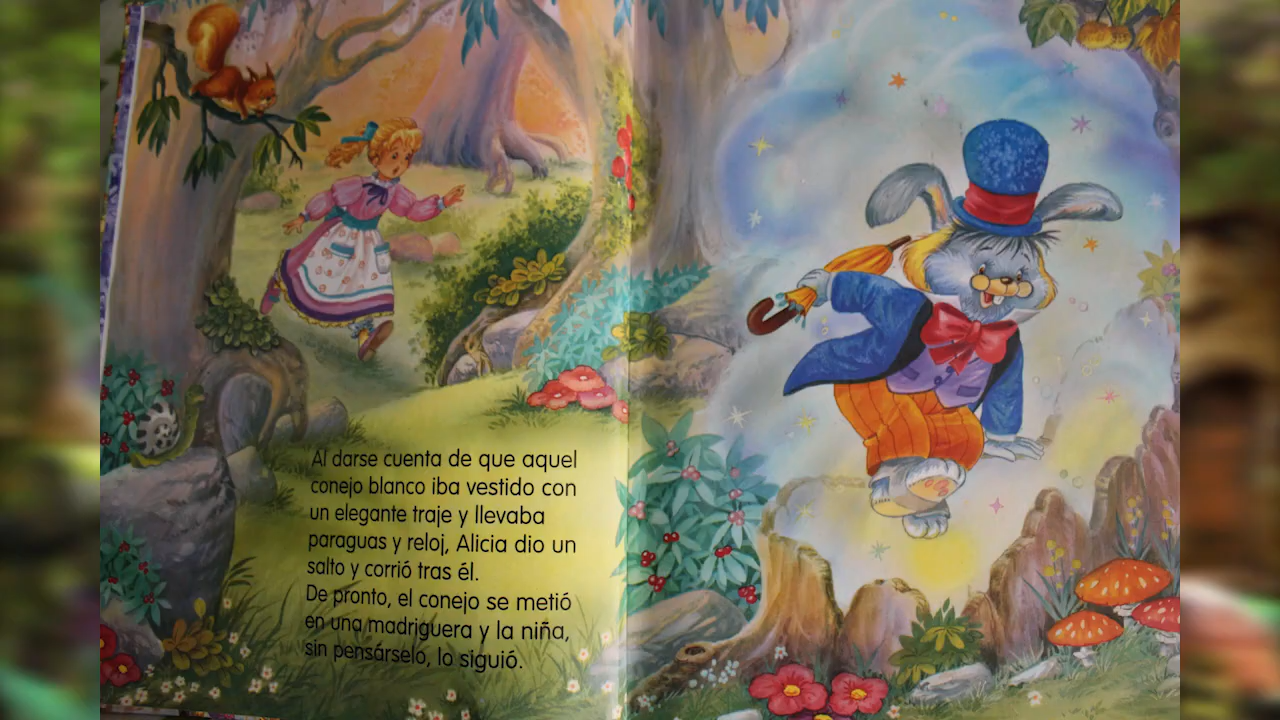 Al darse cuenta de que aquel
conejo blanco iba vestido con
un elegante traje y llevaba
paraguas y reloj, Alicia dio un
salto y corrió tras él.
De pronto, el conejo se metió
en una madriguera y la niña,
sin pensárselo, lo siguió.